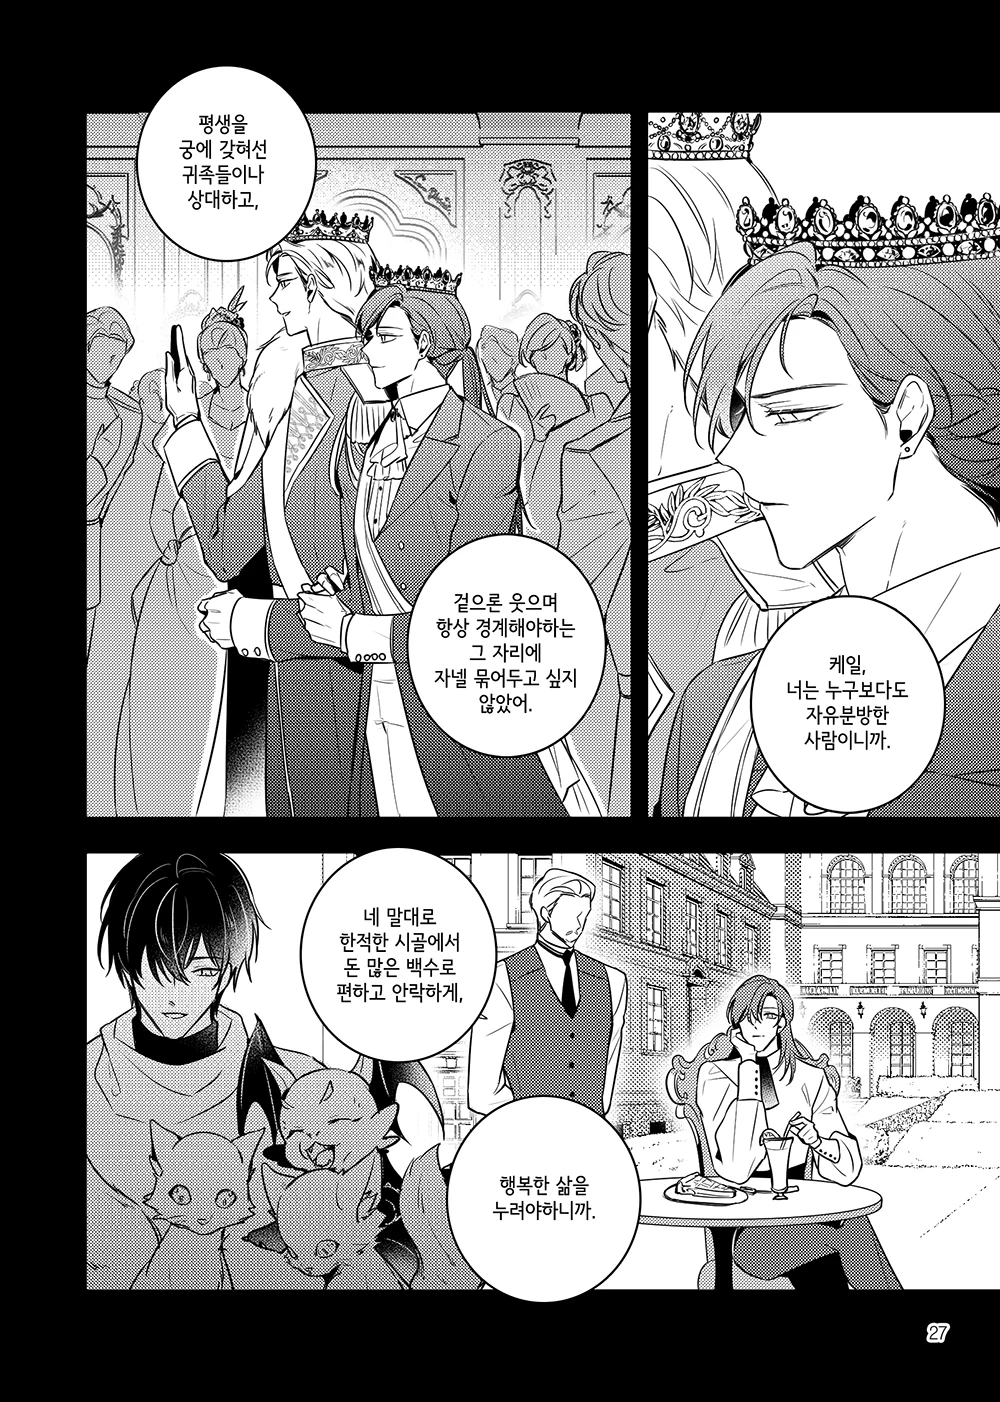 평생을
궁에 갖혀선
귀족들이나
상대하고,
겉으론 웃으며
항상 경계해야하는
그 자리에
자넬 묶어두고 싶지
않았어.
케일,
너는 누구보다도
자유분방한
사람이니까.
네 말대로
한적한 시골에서
돈 많은 백수로
편하고 안락하게,
행복한 삶을
누려야하니까.
27